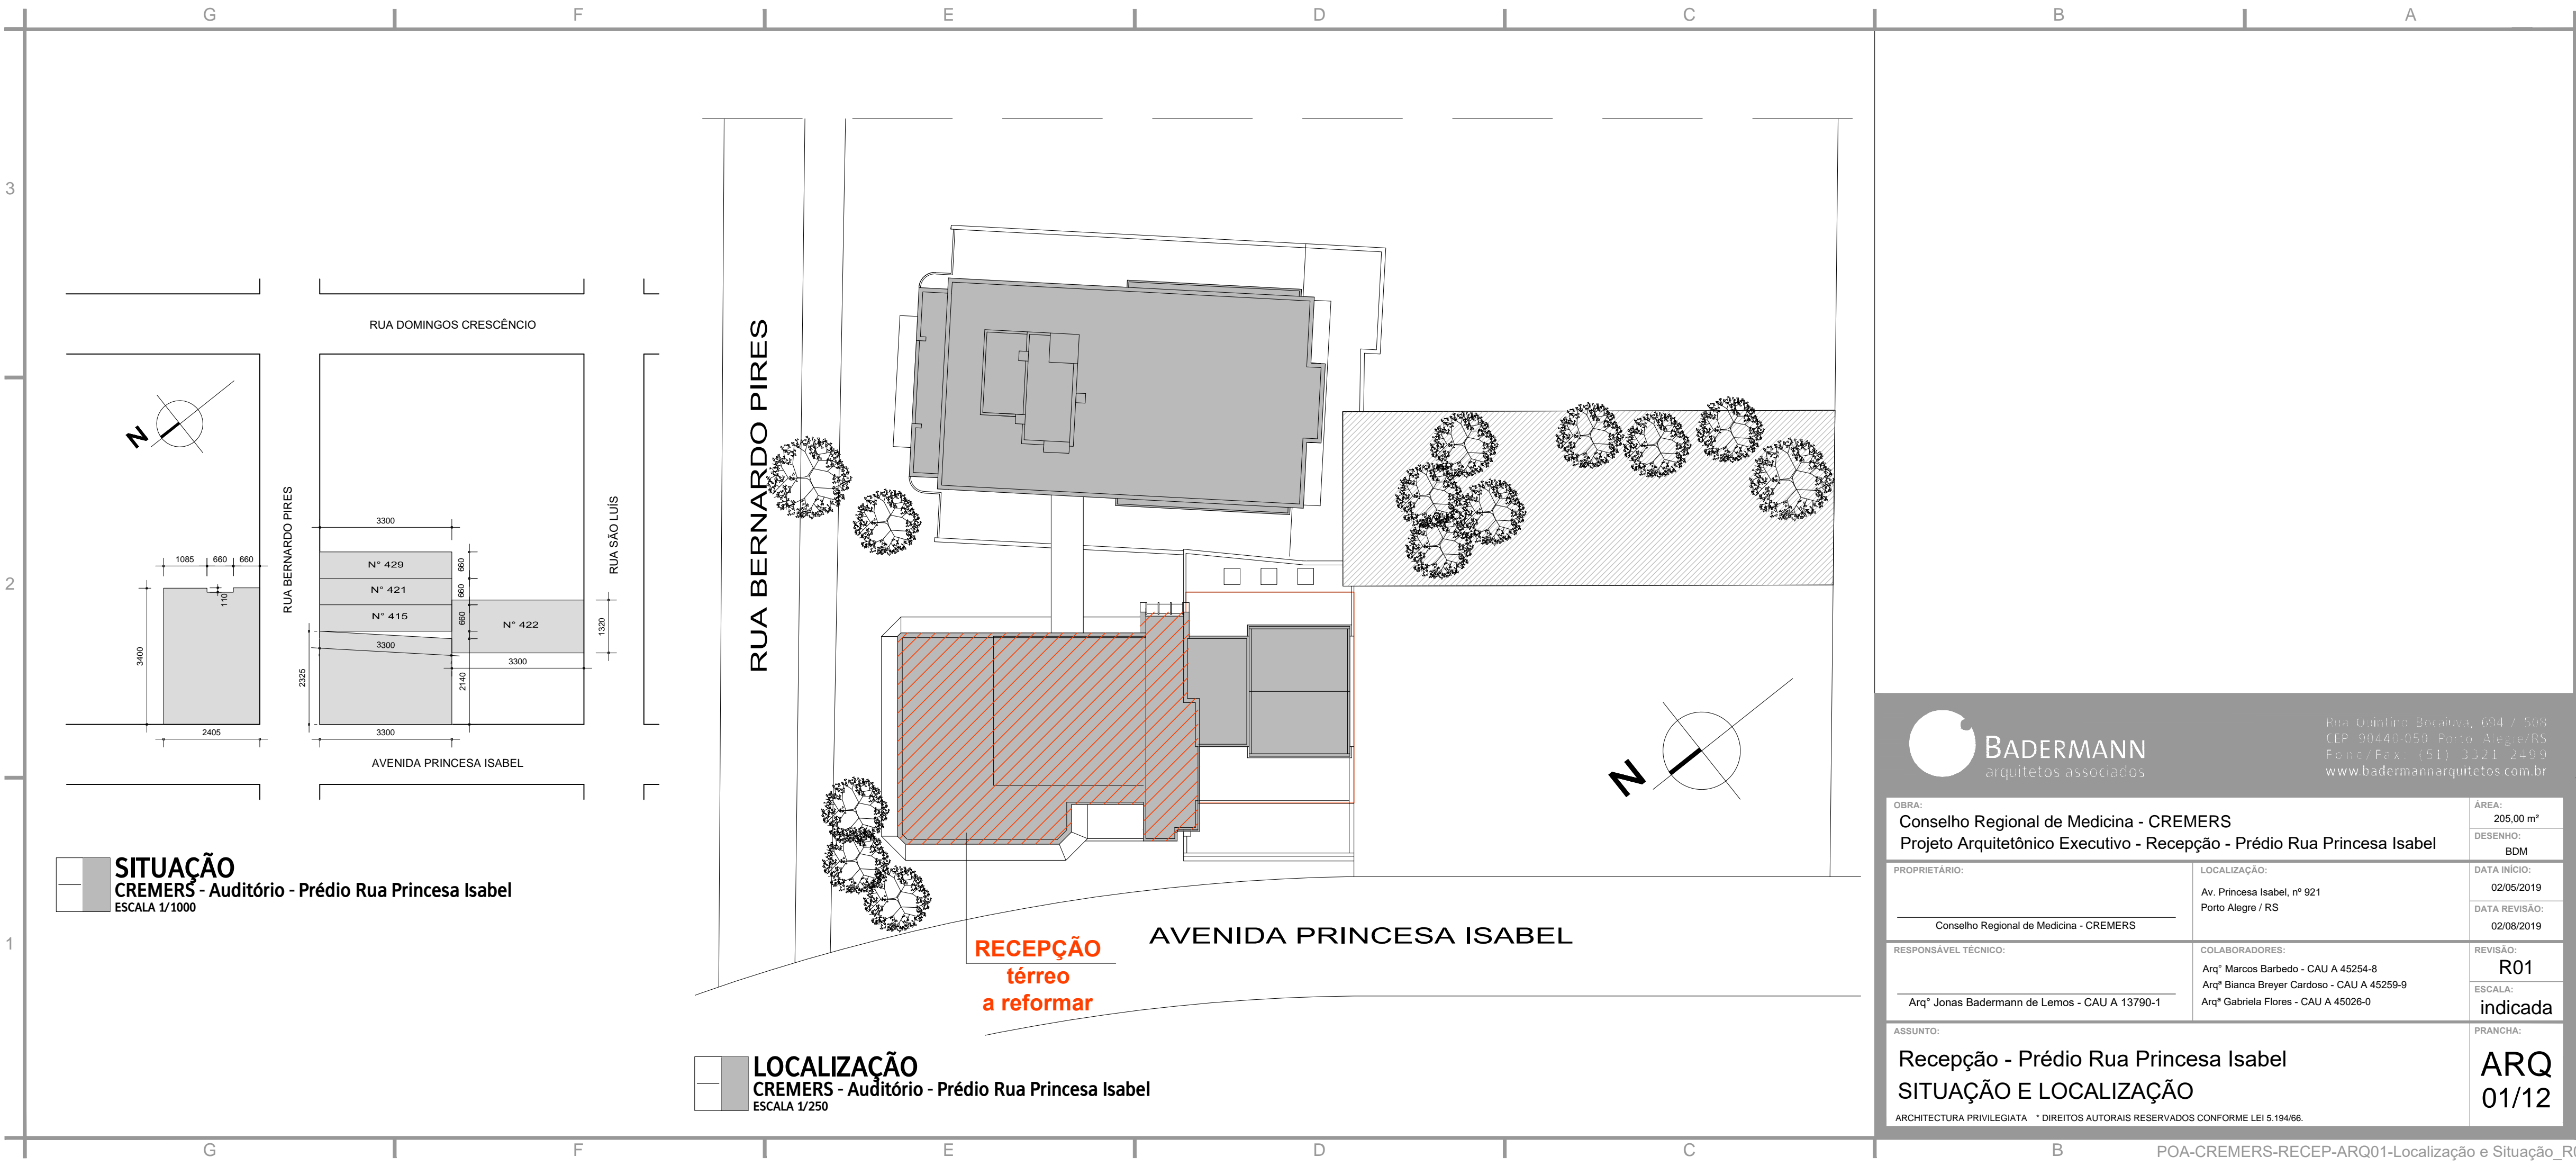 G F E D C B A
3
2
1
RUA DOMINGOS CRESCÊNCIO
N
RUA BERNARDO PIRES
RUA SÃO LUÍS
3300
1085 660 660
110
3400
2405
N° 429
N° 421
N° 415
N° 422
660
660
660
1320
3300
3300
2325
2140
3300
AVENIDA PRINCESA ISABEL
SITUAÇÃO
CREMERS - Auditório - Prédio Rua Princesa Isabel
ESCALA 1/1000
RUA BERNARDO PIRES
N
AVENIDA PRINCESA ISABEL
RECEPÇÃO
térreo
a reformar
LOCALIZAÇÃO
CREMERS - Auditório - Prédio Rua Princesa Isabel
ESCALA 1/250
BADERMANN
arquitetos associados
Rua Quintino Bocaiuva, 694 / 508
CEP 90440-050 Porto Alegre/RS
Fone/Fax: (51) 3321 2499
www.badermannarquitetos.com.br
OBRA:
Conselho Regional de Medicina - CREMERS
Projeto Arquitetônico Executivo - Recepção - Prédio Rua Princesa Isabel
ÁREA:
205,00 m²
DESENHO:
BDM
PROPRIETÁRIO:
Conselho Regional de Medicina - CREMERS
LOCALIZAÇÃO:
Av. Princesa Isabel, nº 921
Porto Alegre / RS
DATA INÍCIO:
02/05/2019
DATA REVISÃO:
02/08/2019
RESPONSÁVEL TÉCNICO:
Arq° Jonas Badermann de Lemos - CAU A 13790-1
COLABORADORES:
Arq° Marcos Barbedo - CAU A 45254-8
Arqª Bianca Breyer Cardoso - CAU A 45259-9
Arqª Gabriela Flores - CAU A 45026-0
REVISÃO:
R01
ESCALA:
indicada
ASSUNTO:
Recepção - Prédio Rua Princesa Isabel
SITUAÇÃO E LOCALIZAÇÃO
ARCHITECTURA PRIVILEGIATA * DIREITOS AUTORAIS RESERVADOS CONFORME LEI 5.194/66.
PRANCHA:
ARQ
01/12
G F E D C B
POA-CREMERS-RECEP-ARQ01-Localização e Situação_R